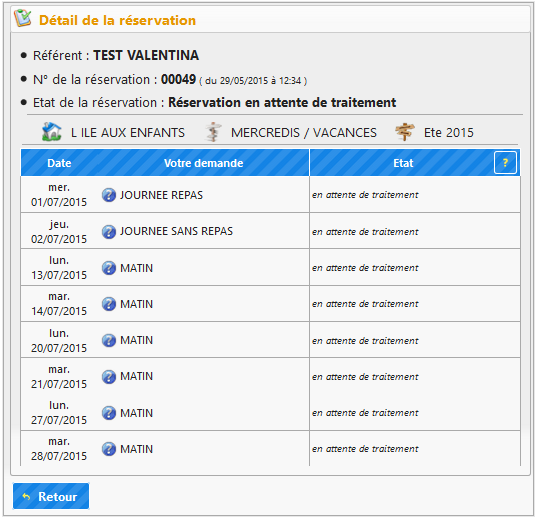 Détail de la réservation
• Référent : TEST VALENTINA
• N° de la réservation : 00049 ( du 29/05/2015 à 12:34 )
• Etat de la réservation : Réservation en attente de traitement
L ILE AUX ENFANTS MERCREDIS / VACANCES Ete 2015
Date Votre demande Etat ?
mer.
01/07/2015 ? JOURNEE REPAS en attente de traitement
jeu.
02/07/2015 ? JOURNEE SANS REPAS en attente de traitement
lun.
13/07/2015 ? MATIN en attente de traitement
mar.
14/07/2015 ? MATIN en attente de traitement
lun.
20/07/2015 ? MATIN en attente de traitement
mar.
21/07/2015 ? MATIN en attente de traitement
lun.
27/07/2015 ? MATIN en attente de traitement
mar.
28/07/2015 ? MATIN en attente de traitement
Retour